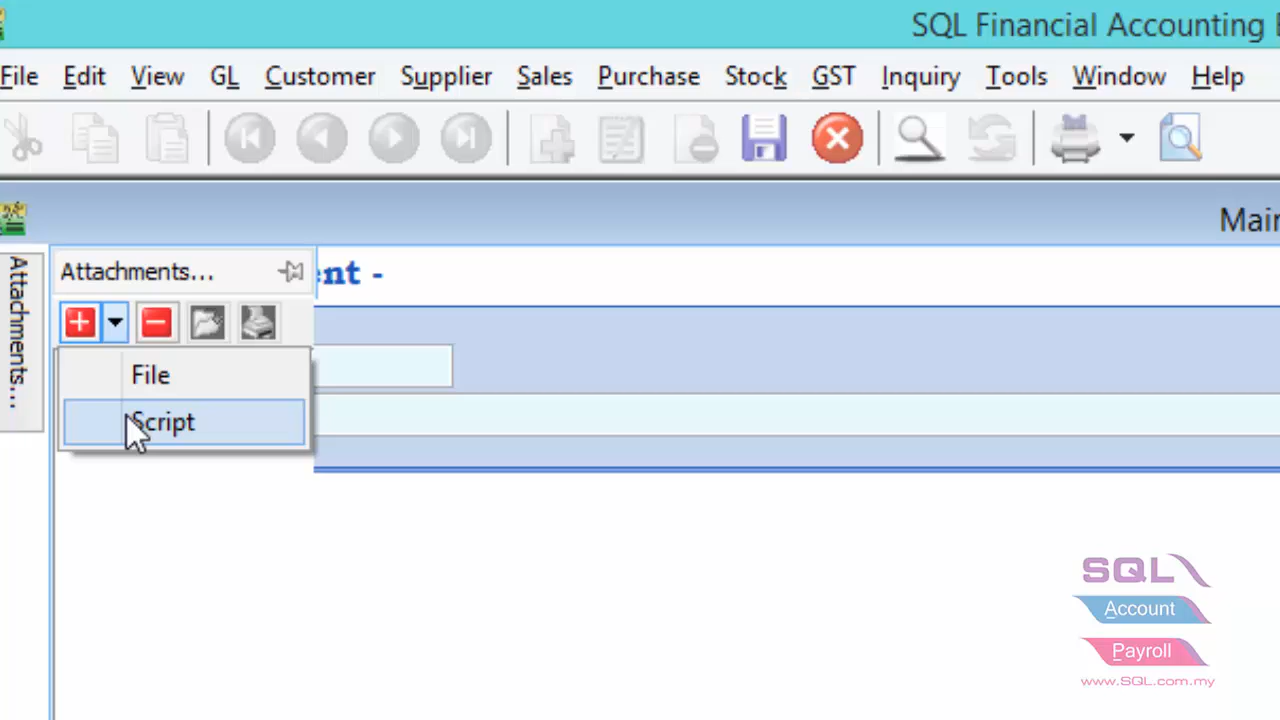 SQL Financial Accounting
File Edit View GL Customer Supplier Sales Purchase Stock GST Inquiry Tools Window Help
Attachments...
Attachments...
ent -
File
Script
SQL
Account
Payroll
www.SQL.com.my